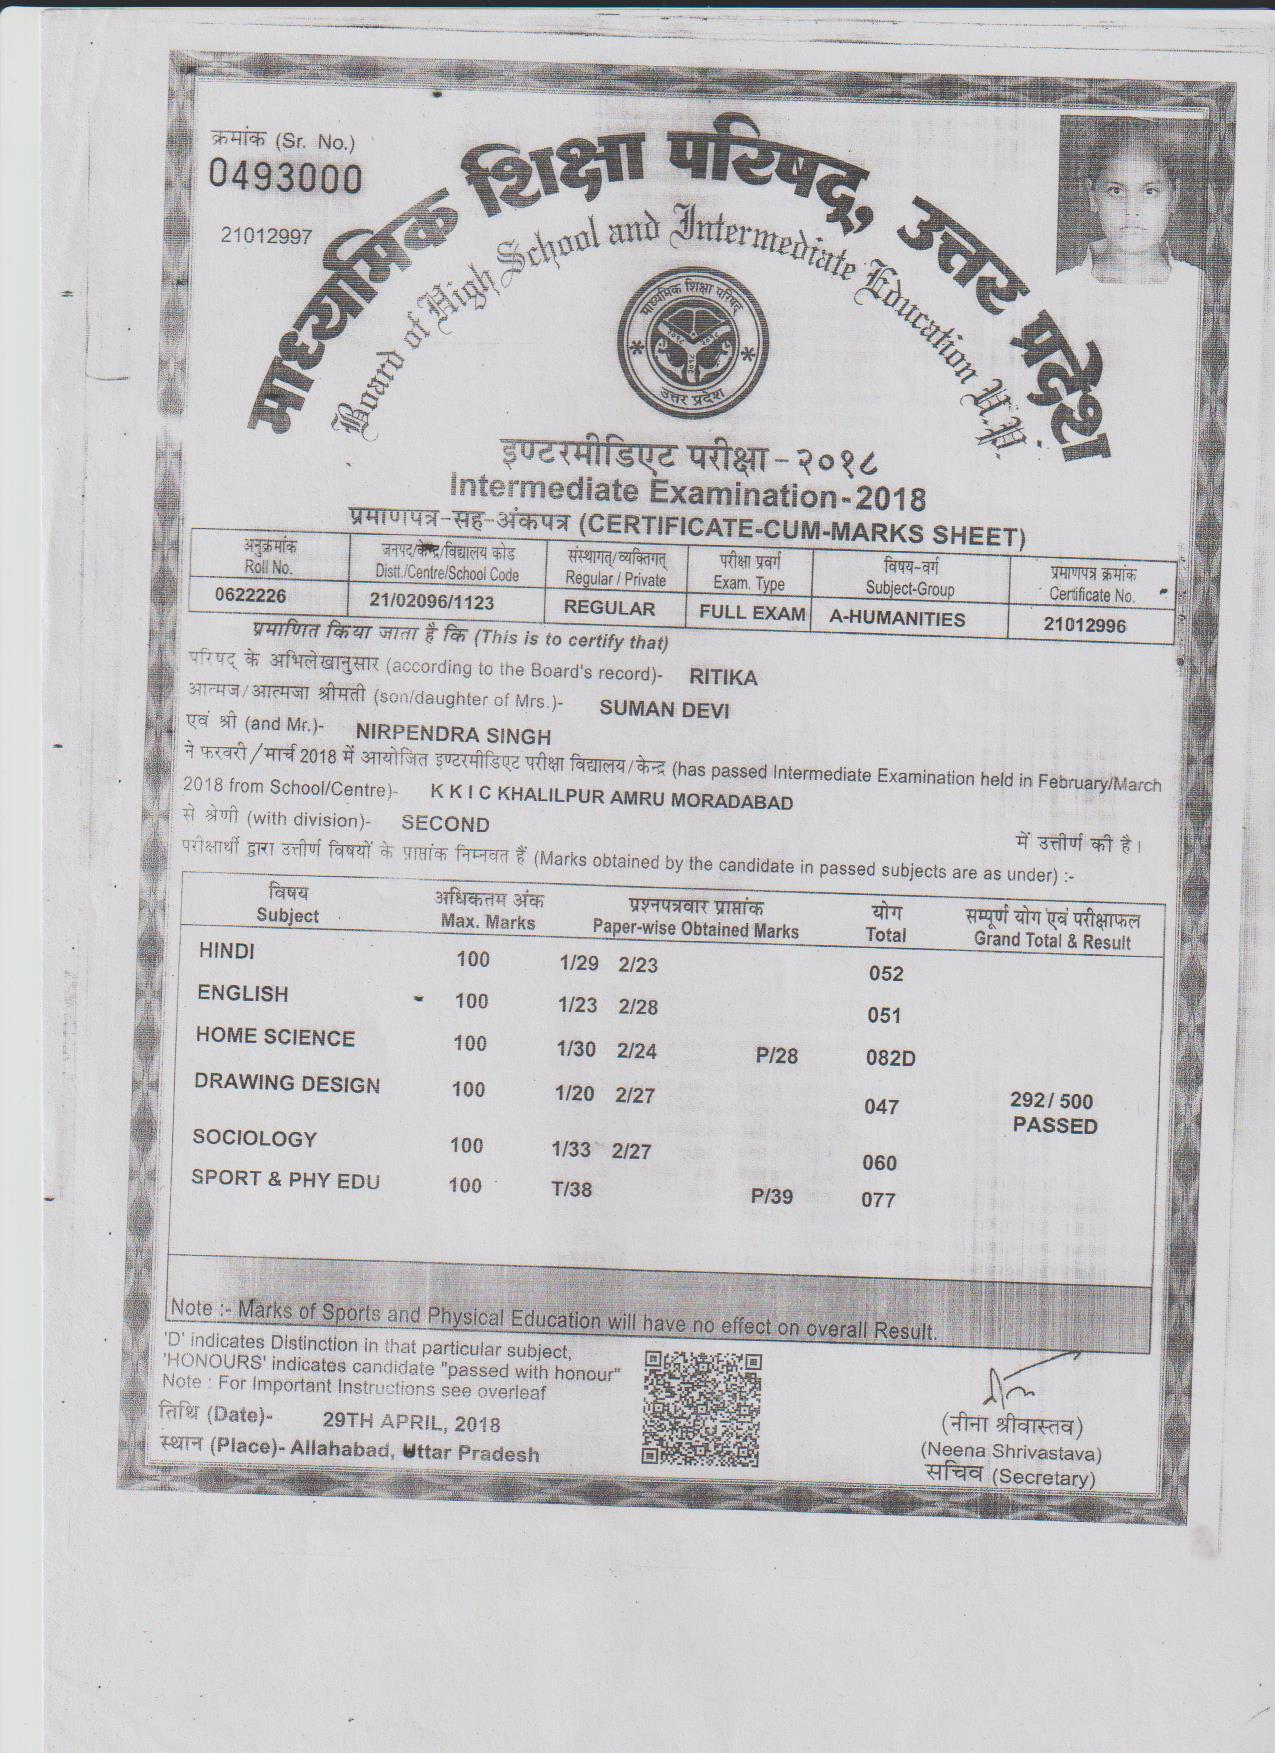 क्रमांक (Sr. No.)
0493000
21012997
माध्यमिक शिक्षा परिषद्, उत्तर प्रदेश
Board of High School and Intermediate Education U.P.
माध्यमिक शिक्षा परिषद्
उत्तर प्रदेश
इण्टरमीडिएट परीक्षा - २०१८
Intermediate Examination - 2018
प्रमाणपत्र-सह-अंकपत्र (CERTIFICATE-CUM-MARKS SHEET)
अनुक्रमांक जनपद/केन्द्र/विद्यालय कोड संस्थागत्/व्यक्तिगत् परीक्षा प्रवर्ग विषय-वर्ग प्रमाणपत्र क्रमांक
Roll No. Distt./Centre/School Code Regular / Private Exam. Type Subject-Group Certificate No.
0622226 21/02096/1123 REGULAR FULL EXAM A-HUMANITIES 21012996
प्रमाणित किया जाता है कि (This is to certify that)
परिषद् के अभिलेखानुसार (according to the Board's record)- RITIKA
आत्मज/आत्मजा श्रीमती (son/daughter of Mrs.)- SUMAN DEVI
एवं श्री (and Mr.)- NIRPENDRA SINGH
ने फरवरी/मार्च 2018 में आयोजित इण्टरमीडिएट परीक्षा विद्यालय/केन्द्र (has passed Intermediate Examination held in February/March
2018 from School/Centre)- K K I C KHALILPUR AMRU MORADABAD
से श्रेणी (with division)- SECOND में उत्तीर्ण की है।
परीक्षार्थी द्वारा उत्तीर्ण विषयों के प्राप्तांक निम्नवत हैं (Marks obtained by the candidate in passed subjects are as under) :-
विषय अधिकतम अंक प्रश्नपत्रवार प्राप्तांक योग सम्पूर्ण योग एवं परीक्षाफल
Subject Max. Marks Paper-wise Obtained Marks Total Grand Total & Result
HINDI 100 1/29 2/23 052
ENGLISH 100 1/23 2/28 051
HOME SCIENCE 100 1/30 2/24 P/28 082D
DRAWING DESIGN 100 1/20 2/27 047 292/ 500
PASSED
SOCIOLOGY 100 1/33 2/27 060
SPORT & PHY EDU 100 T/38 P/39 077
Note :- Marks of Sports and Physical Education will have no effect on overall Result.
'D' indicates Distinction in that particular subject,
'HONOURS' indicates candidate "passed with honour"
Note : For Important Instructions see overleaf
तिथि (Date)- 29TH APRIL, 2018
स्थान (Place)- Allahabad, Uttar Pradesh
(नीना श्रीवास्तव)
(Neena Shrivastava)
सचिव (Secretary)